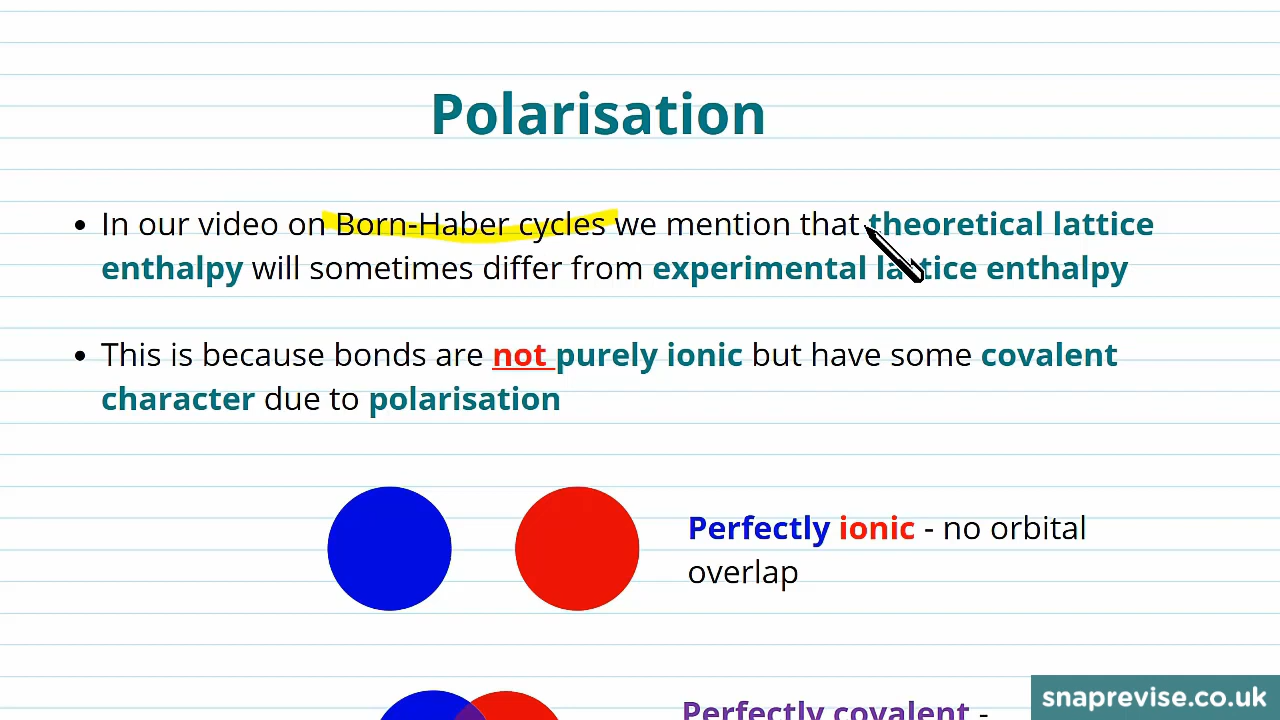 Polarisation
• In our video on Born-Haber cycles we mention that theoretical lattice
enthalpy will sometimes differ from experimental lattice enthalpy
• This is because bonds are not purely ionic but have some covalent
character due to polarisation
Perfectly ionic - no orbital
overlap
Perfectly covalent -
snaprevise.co.uk